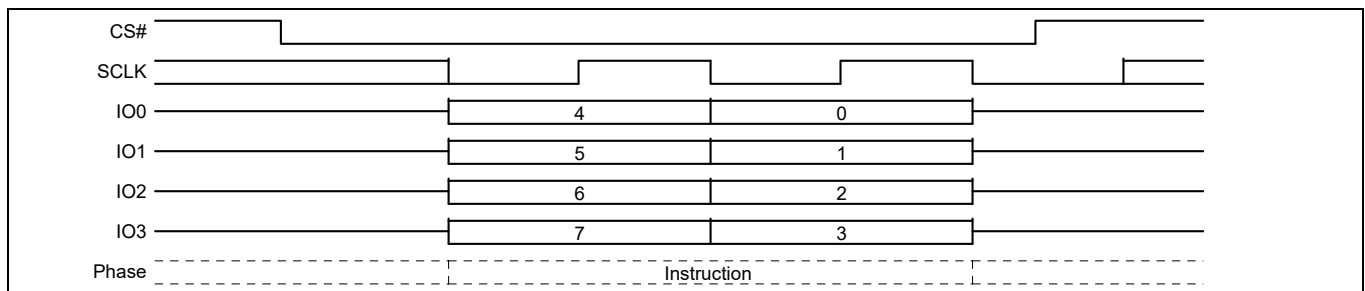 CS#
SCLK
IO0 4 0
IO1 5 1
IO2 6 2
IO3 7 3
Phase Instruction